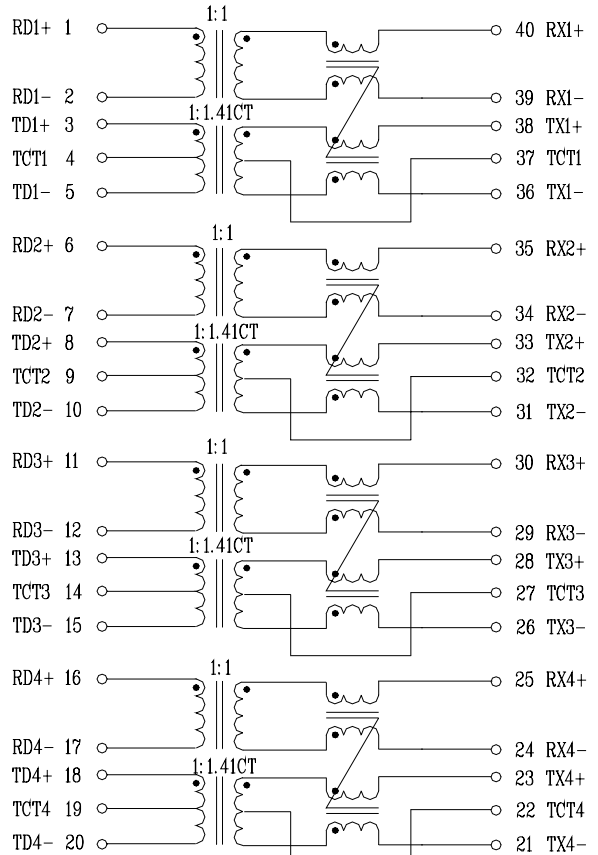 1:1
RD1+ 1 40 RX1+
RD1- 2 39 RX1-
1:1.41CT
TD1+ 3 38 TX1+
TCT1 4 37 TCT1
TD1- 5 36 TX1-
1:1
RD2+ 6 35 RX2+
RD2- 7 34 RX2-
1:1.41CT
TD2+ 8 33 TX2+
TCT2 9 32 TCT2
TD2- 10 31 TX2-
1:1
RD3+ 11 30 RX3+
RD3- 12 29 RX3-
1:1.41CT
TD3+ 13 28 TX3+
TCT3 14 27 TCT3
TD3- 15 26 TX3-
1:1
RD4+ 16 25 RX4+
RD4- 17 24 RX4-
1:1.41CT
TD4+ 18 23 TX4+
TCT4 19 22 TCT4
TD4- 20 21 TX4-